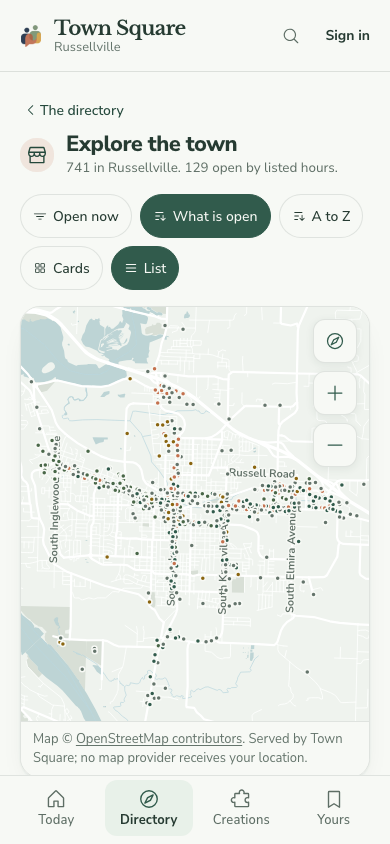 Town Square
Russellville
Sign in
The directory
Explore the town
741 in Russellville. 129 open by listed hours.
Open now
What is open
A to Z
Cards
List
Russell Road
South Inglewood
South Elmira Avenue
South K
Map © OpenStreetMap contributors. Served by Town
Square; no map provider receives your location.
Today
Directory
Creations
Yours